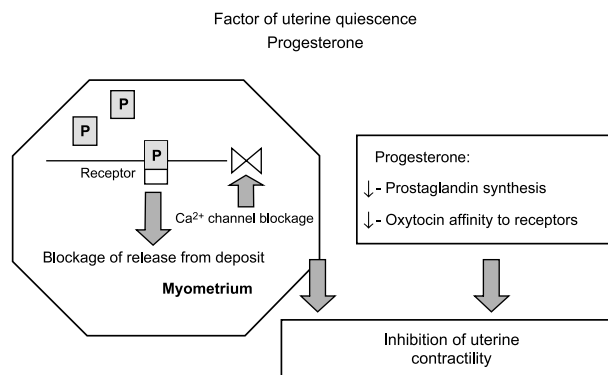 Factor of uterine quiescence
Progesterone
P
P
P
Receptor
Ca²⁺ channel blockage
Blockage of release from deposit
Myometrium
Progesterone:
↓- Prostaglandin synthesis
↓- Oxytocin affinity to receptors
Inhibition of uterine
contractility